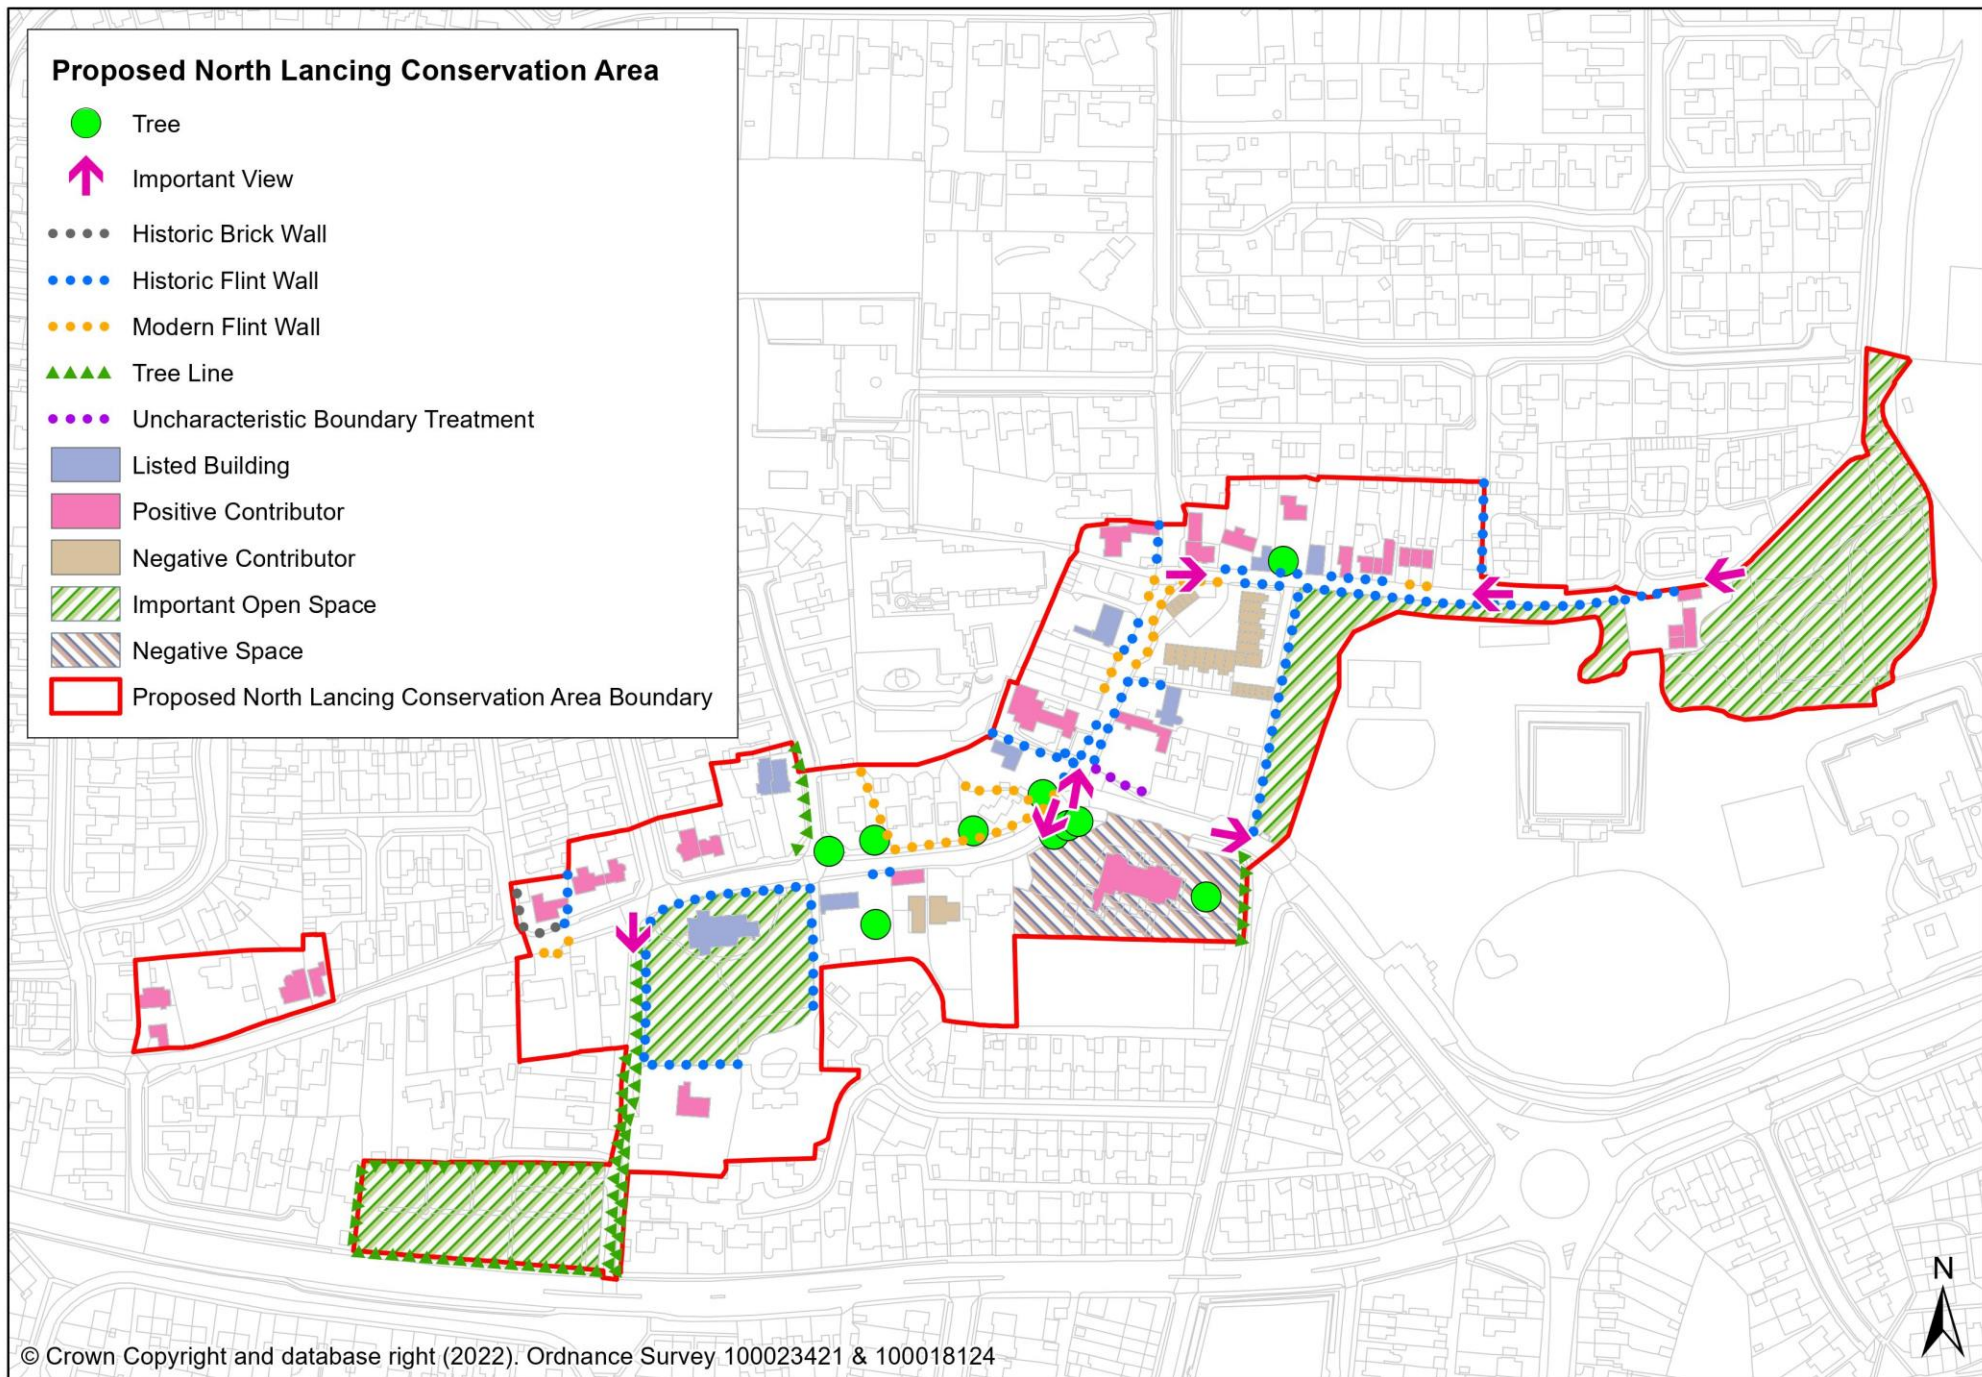 Proposed North Lancing Conservation Area
Tree
Important View
Historic Brick Wall
Historic Flint Wall
Modern Flint Wall
Tree Line
Uncharacteristic Boundary Treatment
Listed Building
Positive Contributor
Negative Contributor
Important Open Space
Negative Space
Proposed North Lancing Conservation Area Boundary
N
© Crown Copyright and database right (2022). Ordnance Survey 100023421 & 100018124